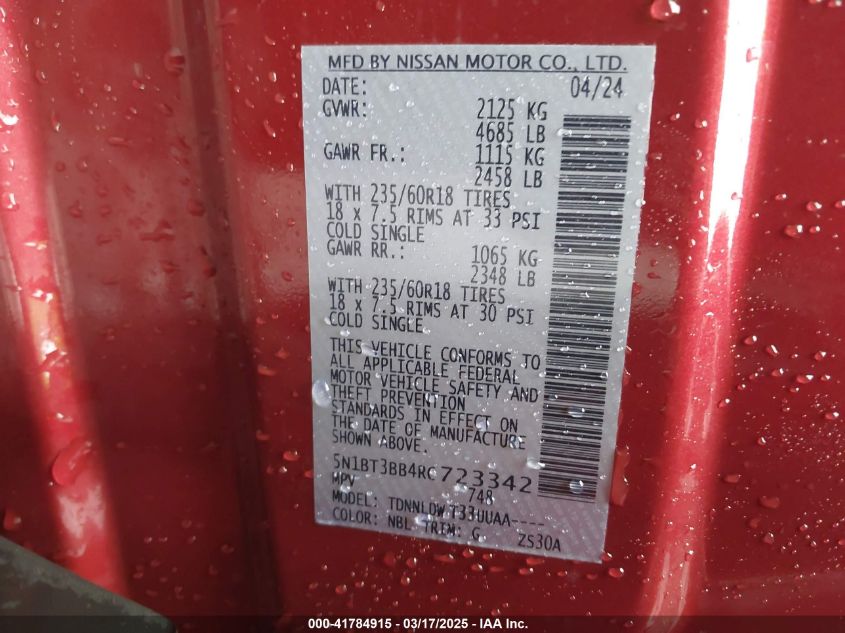 MFD BY NISSAN MOTOR CO., LTD.
DATE: 04/24
GVWR: 2125 KG
4685 LB
GAWR FR.: 1115 KG
2458 LB
WITH 235/60R18 TIRES
18 x 7.5 RIMS AT 33 PSI
COLD SINGLE
GAWR RR.: 1065 KG
2348 LB
WITH 235/60R18 TIRES
18 x 7.5 RIMS AT 30 PSI
COLD SINGLE
THIS VEHICLE CONFORMS TO
ALL APPLICABLE FEDERAL
MOTOR VEHICLE SAFETY AND
THEFT PREVENTION
STANDARDS IN EFFECT ON
THE DATE OF MANUFACTURE
SHOWN ABOVE.
5N1BT3BB4RC723342
MPV 748
MODEL: TDNNLDW T33UUAA----
COLOR: NBL TRIM: G ZS30A
000-41784915 - 03/17/2025 - IAAI.COM